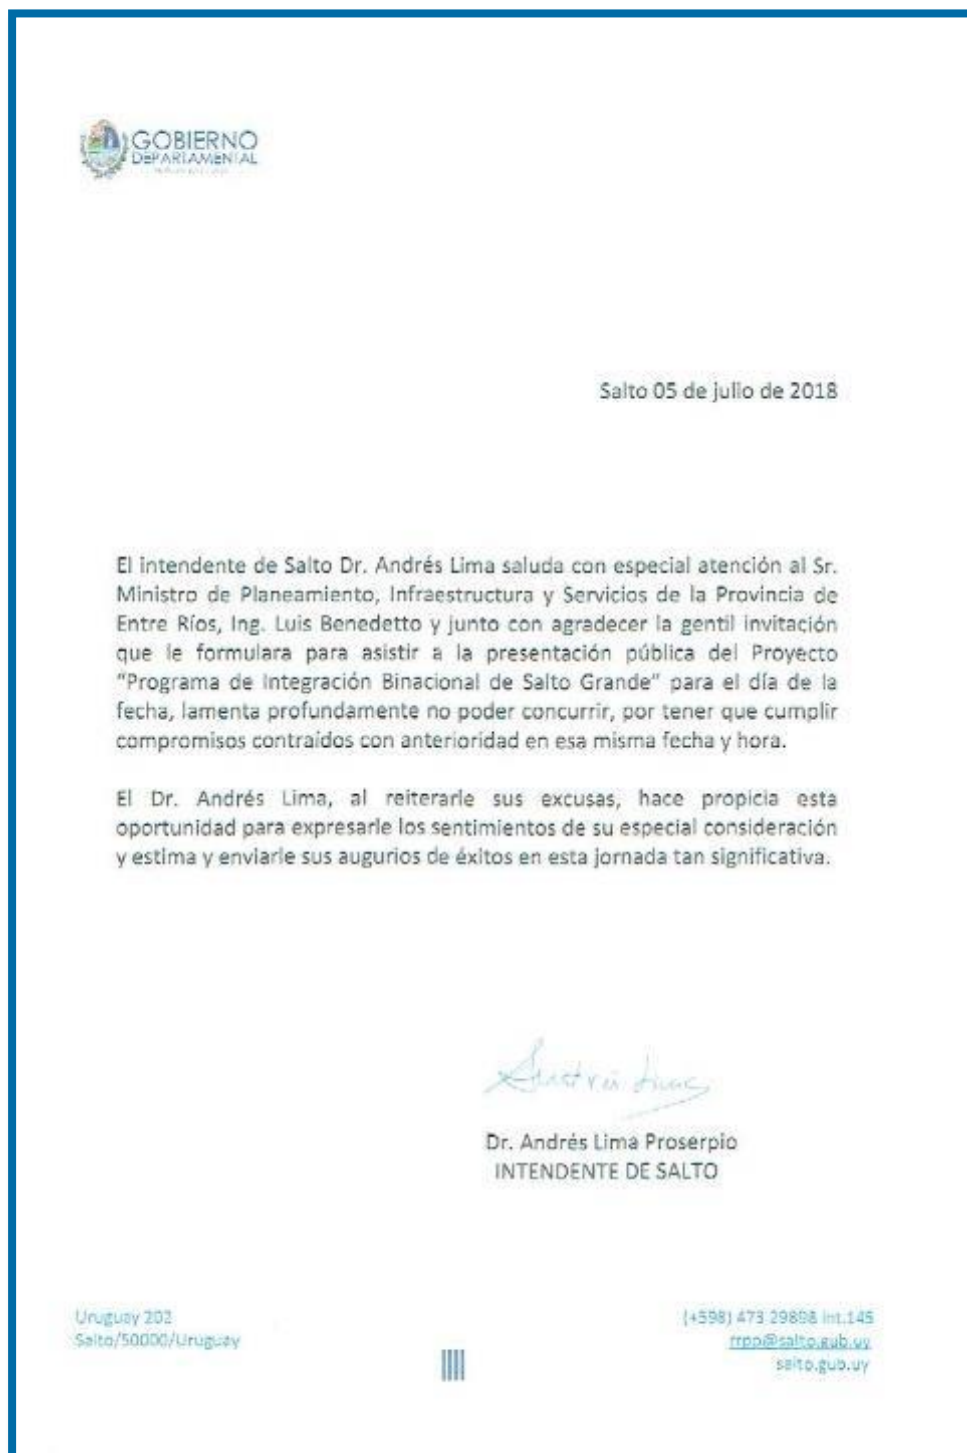 GOBIERNO
DEPARTAMENTAL
Salto 05 de julio de 2018
El intendente de Salto Dr. Andrés Lima saluda con especial atención al Sr.
Ministro de Planeamiento, Infraestructura y Servicios de la Provincia de
Entre Ríos, Ing. Luis Benedetto y junto con agradecer la gentil invitación
que le formulara para asistir a la presentación pública del Proyecto
“Programa de Integración Binacional de Salto Grande” para el día de la
fecha, lamenta profundamente no poder concurrir, por tener que cumplir
compromisos contraídos con anterioridad en esa misma fecha y hora.
El Dr. Andrés Lima, al reiterarle sus excusas, hace propicia esta
oportunidad para expresarle los sentimientos de su especial consideración
y estima y enviarle sus augurios de éxitos en esta jornada tan significativa.
Andrés Lima
Dr. Andrés Lima Proserpio
INTENDENTE DE SALTO
Uruguay 202
Salto/50000/Uruguay
(+598) 473 29898 Int.145
rrpp@salto.gub.uy
salto.gub.uy